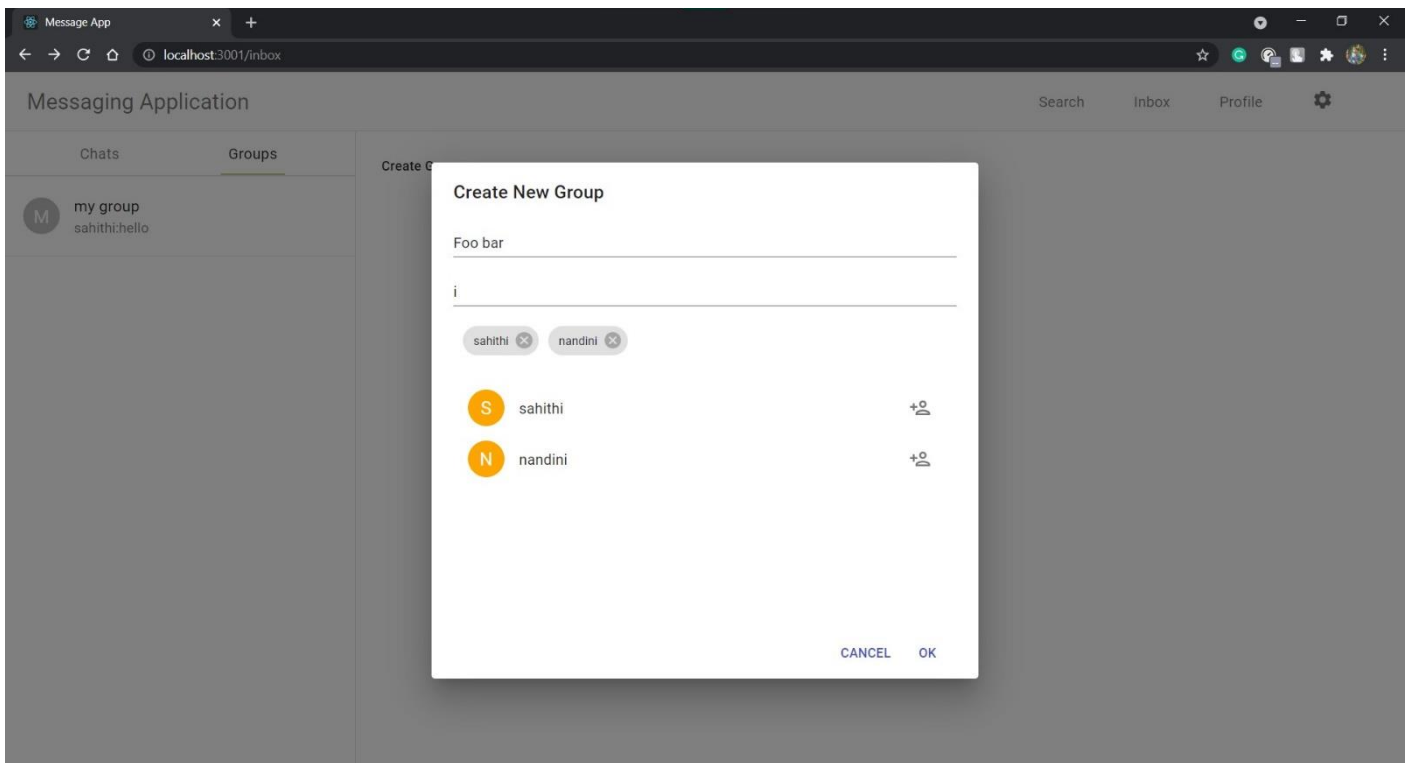 Message App
localhost:3001/inbox
Messaging Application
Search Inbox Profile
Chats Groups
Create G
M my group
sahithi:hello
Create New Group
Foo bar
i
sahithi nandini
S sahithi
N nandini
CANCEL OK